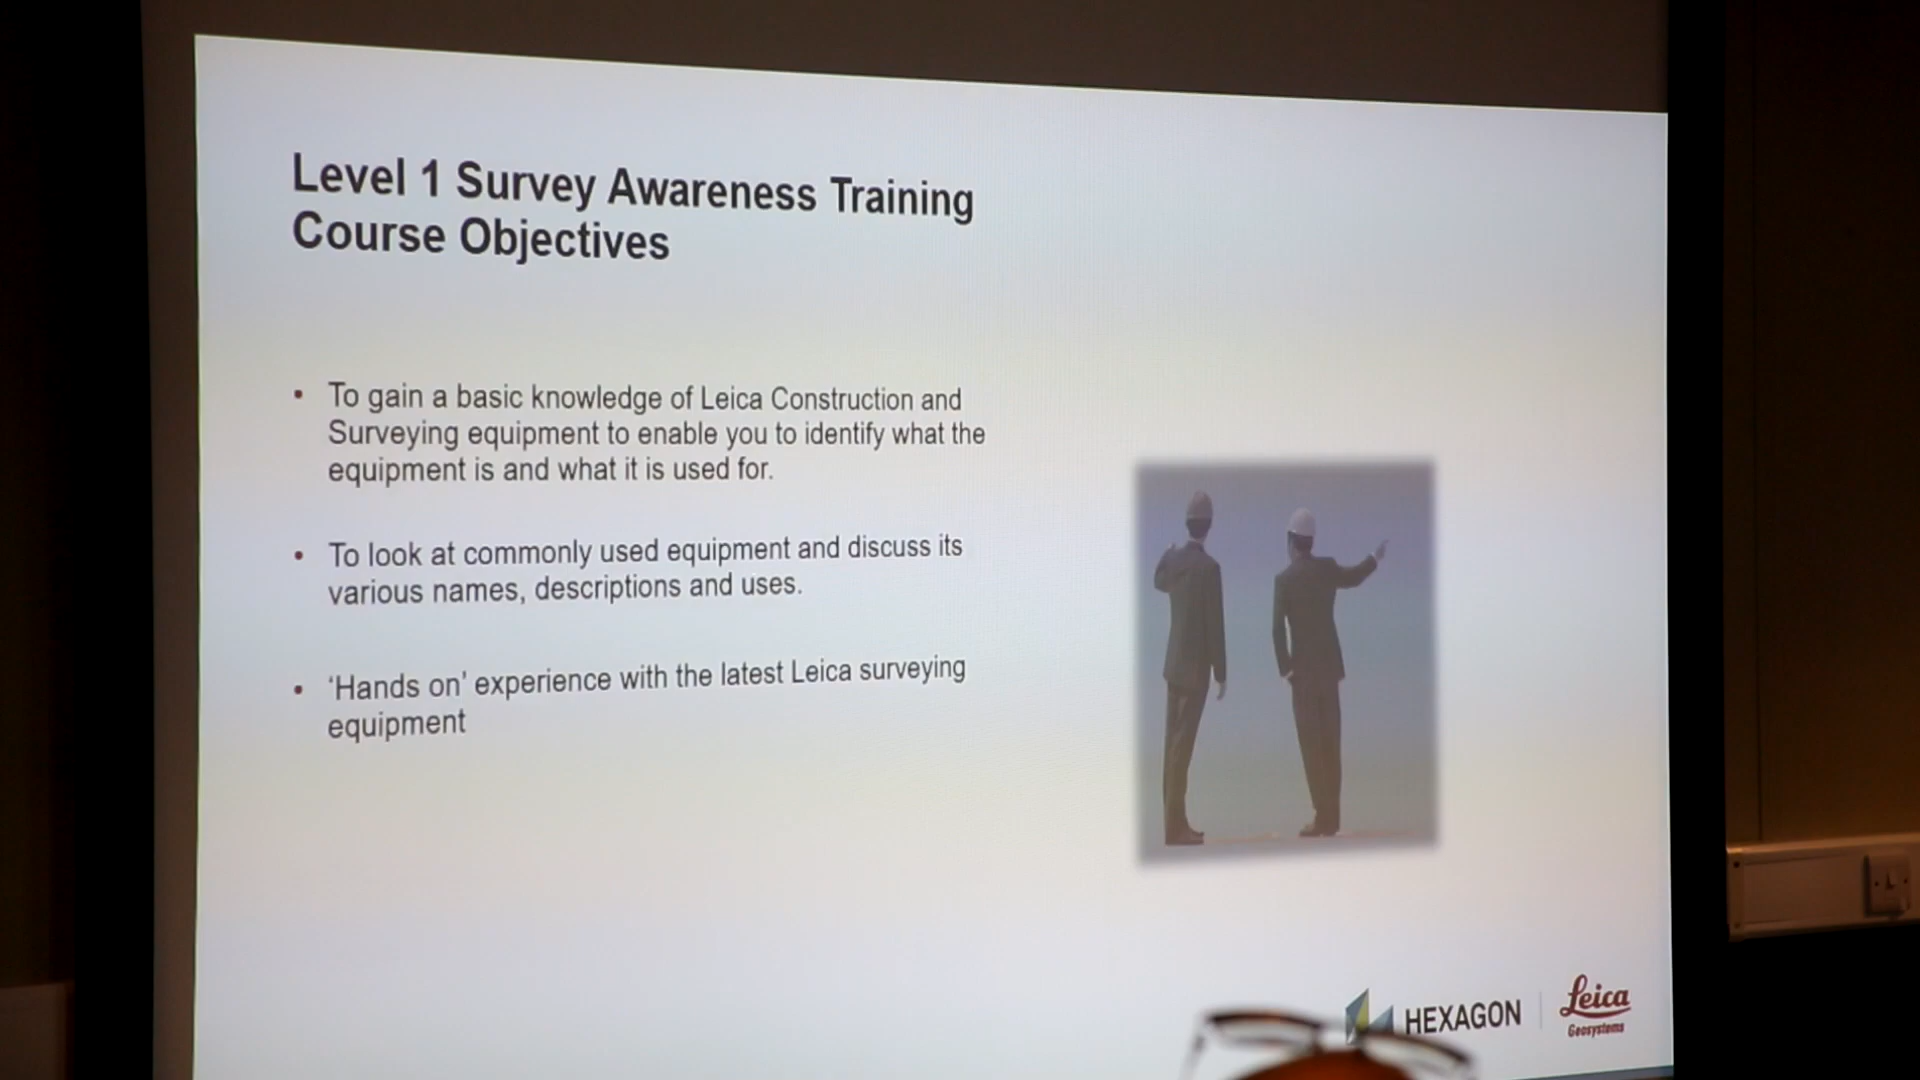 Level 1 Survey Awareness Training
Course Objectives
• To gain a basic knowledge of Leica Construction and
Surveying equipment to enable you to identify what the
equipment is and what it is used for.
• To look at commonly used equipment and discuss its
various names, descriptions and uses.
• ‘Hands on’ experience with the latest Leica surveying
equipment
HEXAGON
Leica
Geosystems